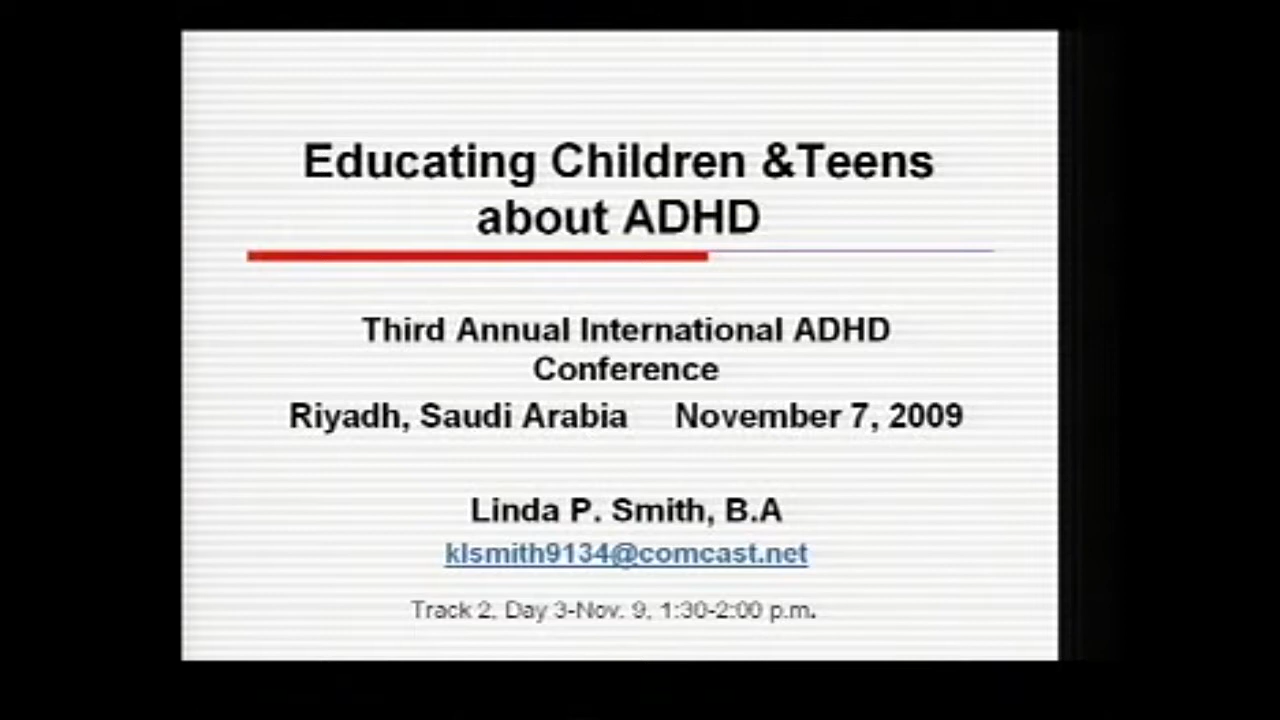 Educating Children &Teens
about ADHD
Third Annual International ADHD
Conference
Riyadh, Saudi Arabia November 7, 2009
Linda P. Smith, B.A
klsmith9134@comcast.net
Track 2, Day 3-Nov. 9, 1:30-2:00 p.m.